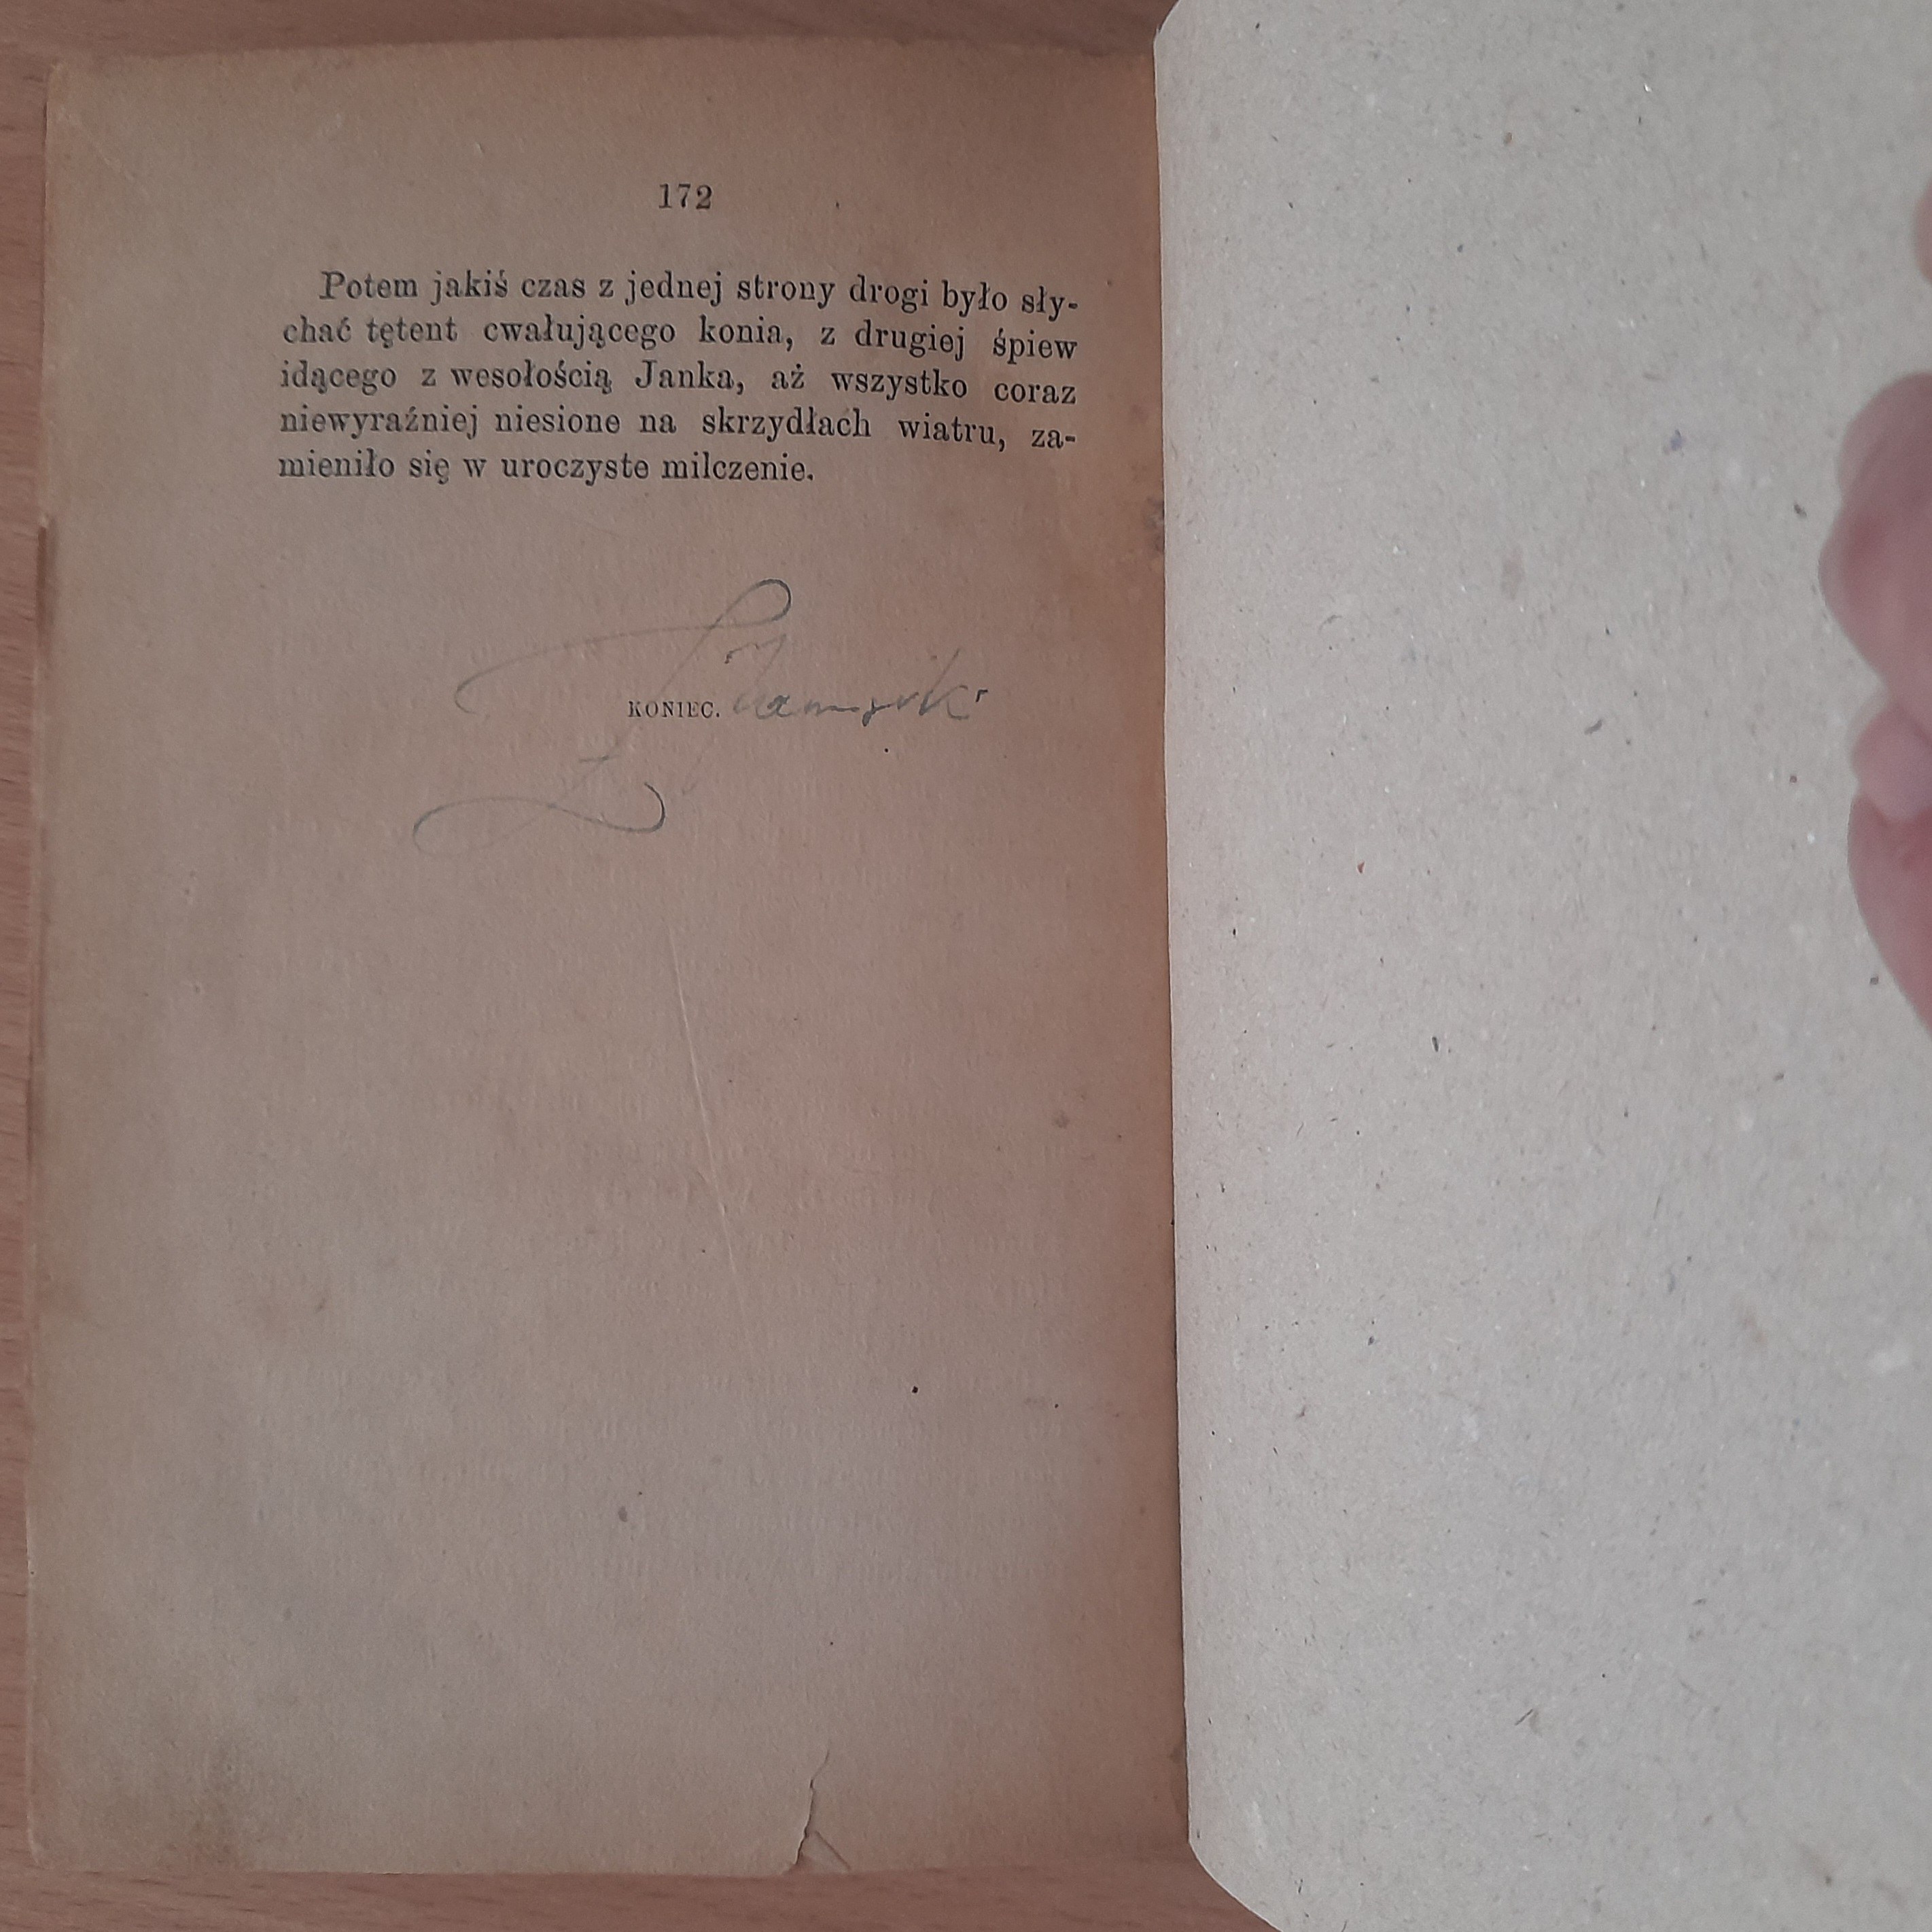 172
Potem jakiś czas z jednej strony drogi było sły-
chać tętent cwałującego konia, z drugiej śpiew
idącego z wesołością Janka, aż wszystko coraz
niewyraźniej niesione na skrzydłach wiatru, za-
mieniło się w uroczyste milczenie.
KONIEC.